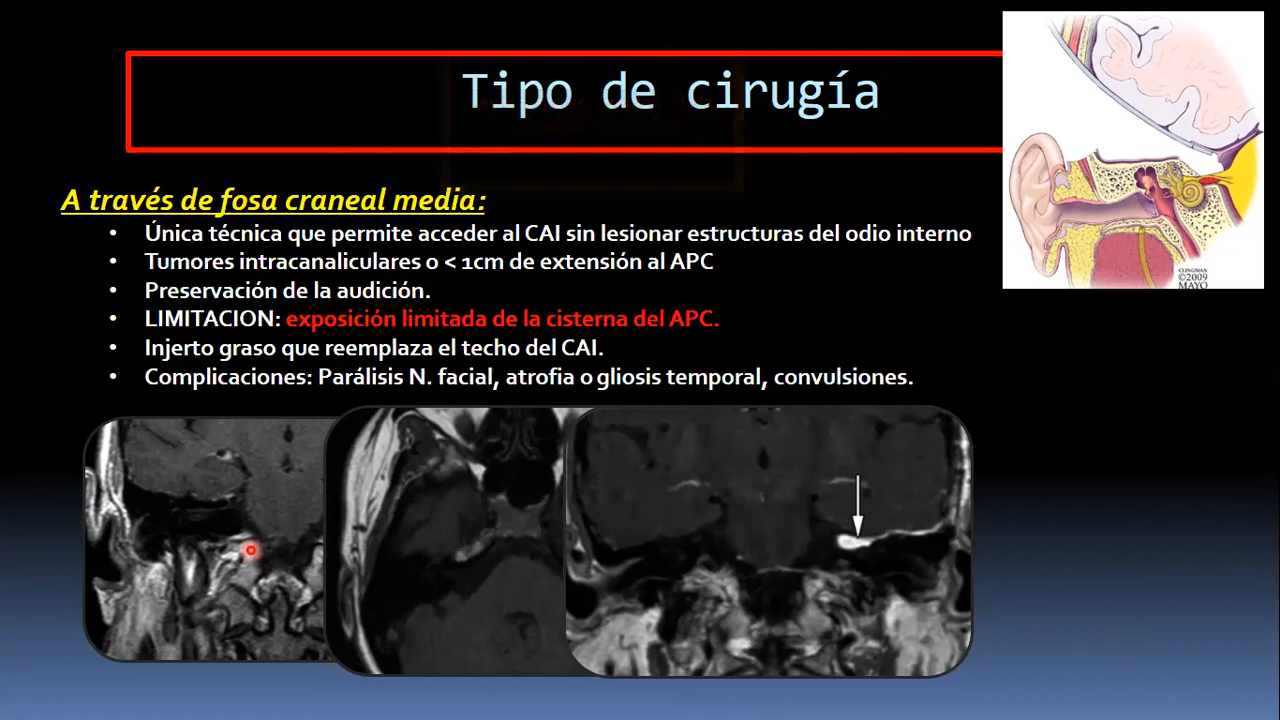 Tipo de cirugía
A través de fosa craneal media:
• Única técnica que permite acceder al CAI sin lesionar estructuras del odio interno
• Tumores intracanaliculares o < 1cm de extensión al APC
• Preservación de la audición.
• LIMITACION: exposición limitada de la cisterna del APC.
• Injerto graso que reemplaza el techo del CAI.
• Complicaciones: Parálisis N. facial, atrofia o gliosis temporal, convulsiones.
CLINGMAN
©2009
MAYO